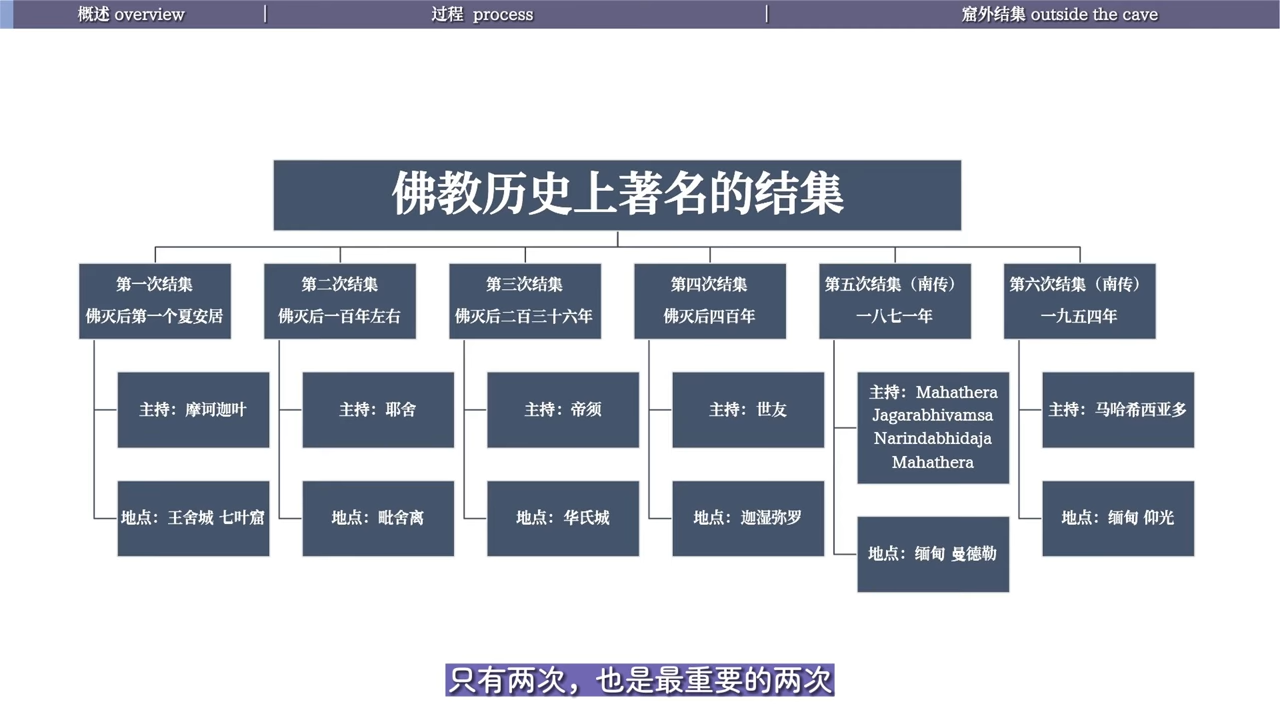 概述 overview | 过程 process | 窟外结集 outside the cave
佛教历史上著名的结集
第一次结集
佛灭后第一个夏安居
主持：摩诃迦叶
地点：王舍城 七叶窟
第二次结集
佛灭后一百年左右
主持：耶舍
地点：毗舍离
第三次结集
佛灭后二百三十六年
主持：帝须
地点：华氏城
第四次结集
佛灭后四百年
主持：世友
地点：迦湿弥罗
第五次结集（南传）
一八七一年
主持：Mahathera
Jagarabhivamsa
Narindabhidaja
Mahathera
地点：缅甸 曼德勒
第六次结集（南传）
一九五四年
主持：马哈希西亚多
地点：缅甸 仰光
只有两次，也是最重要的两次